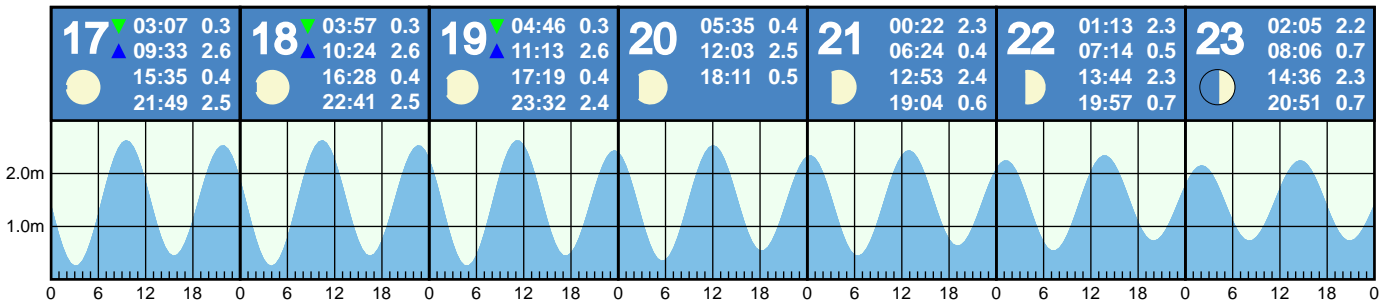 17 ▼ 03:07 0.3
▲ 09:33 2.6
15:35 0.4
21:49 2.5
18 ▼ 03:57 0.3
▲ 10:24 2.6
16:28 0.4
22:41 2.5
19 ▼ 04:46 0.3
▲ 11:13 2.6
17:19 0.4
23:32 2.4
20 05:35 0.4
12:03 2.5
18:11 0.5
21 00:22 2.3
06:24 0.4
12:53 2.4
19:04 0.6
22 01:13 2.3
07:14 0.5
13:44 2.3
19:57 0.7
23 02:05 2.2
08:06 0.7
14:36 2.3
20:51 0.7
2.0m
1.0m
0 6 12 18 0 6 12 18 0 6 12 18 0 6 12 18 0 6 12 18 0 6 12 18 0 6 12 18 0